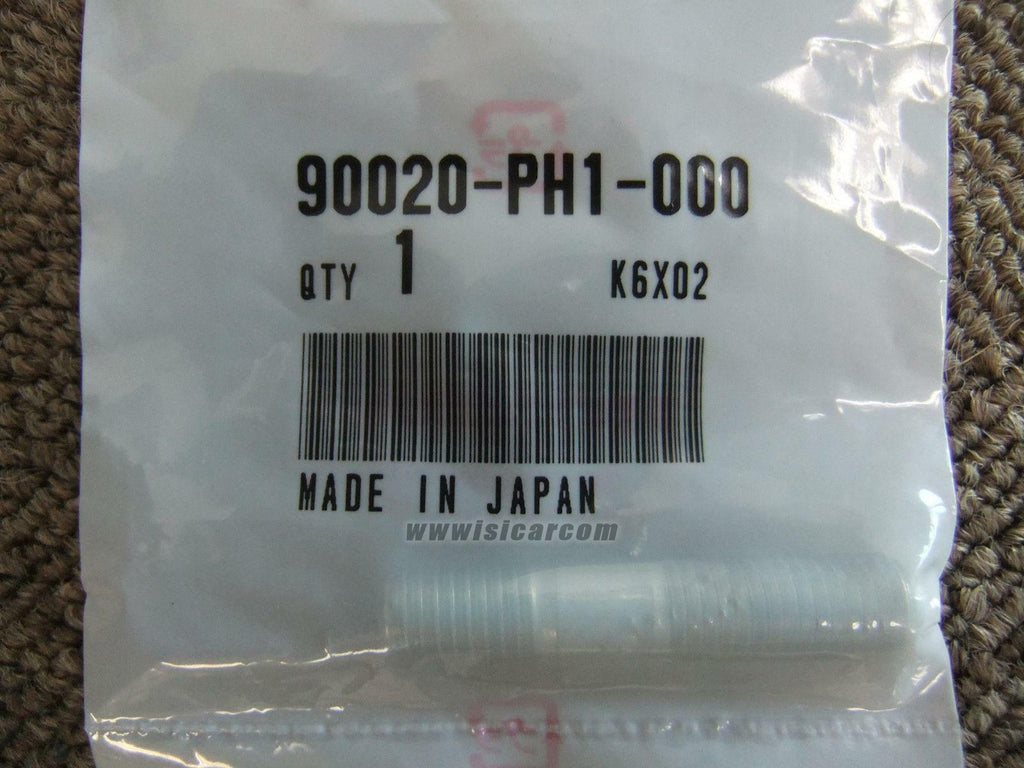 90020-PH1-000
QTY 1 K6X02
MADE IN JAPAN
wwwisicarcom